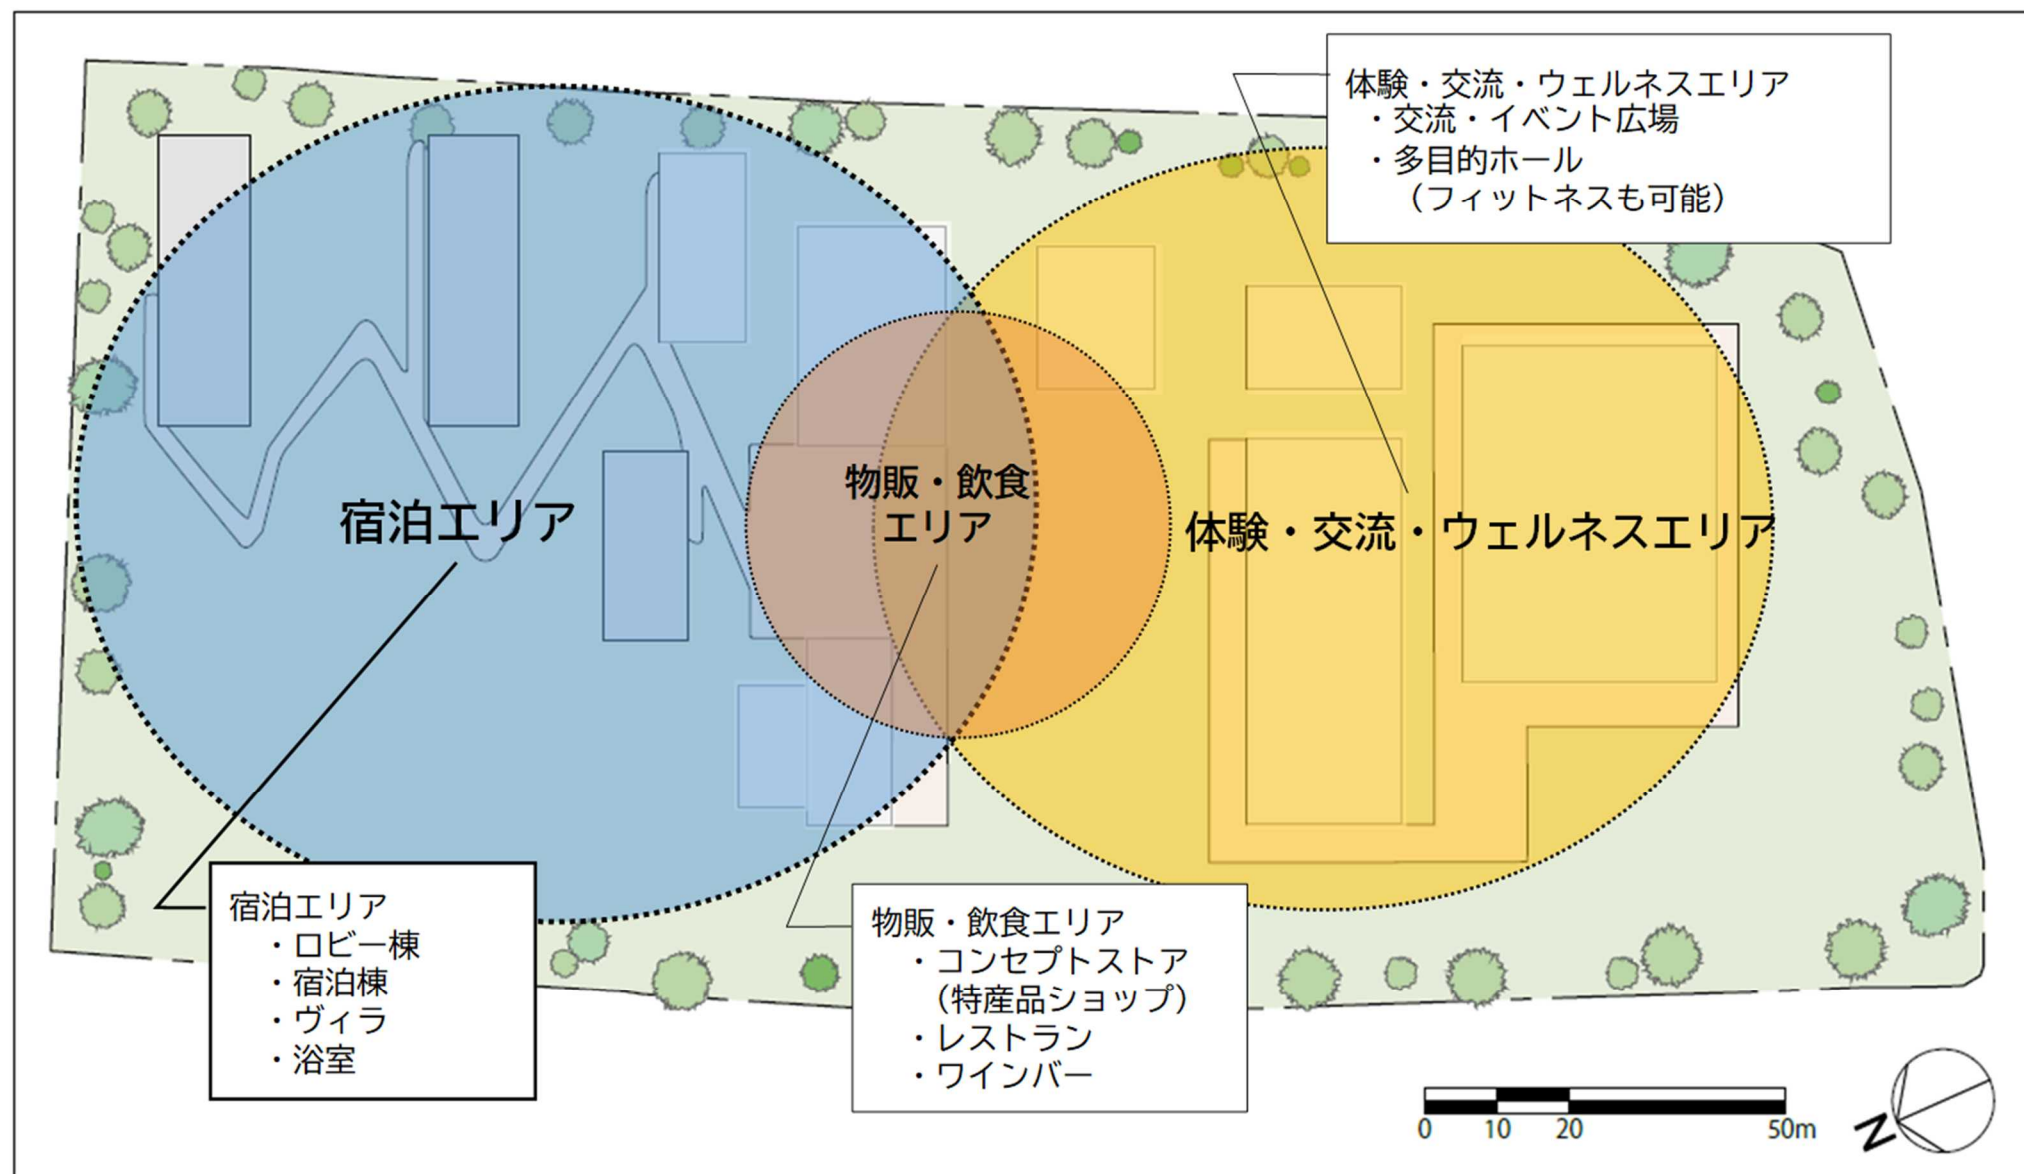 体験・交流・ウェルネスエリア
・交流・イベント広場
・多目的ホール
（フィットネスも可能）
宿泊エリア
物販・飲食
エリア
体験・交流・ウェルネスエリア
宿泊エリア
・ロビー棟
・宿泊棟
・ヴィラ
・浴室
物販・飲食エリア
・コンセプトストア
（特産品ショップ）
・レストラン
・ワインバー
0 10 20 50m
N